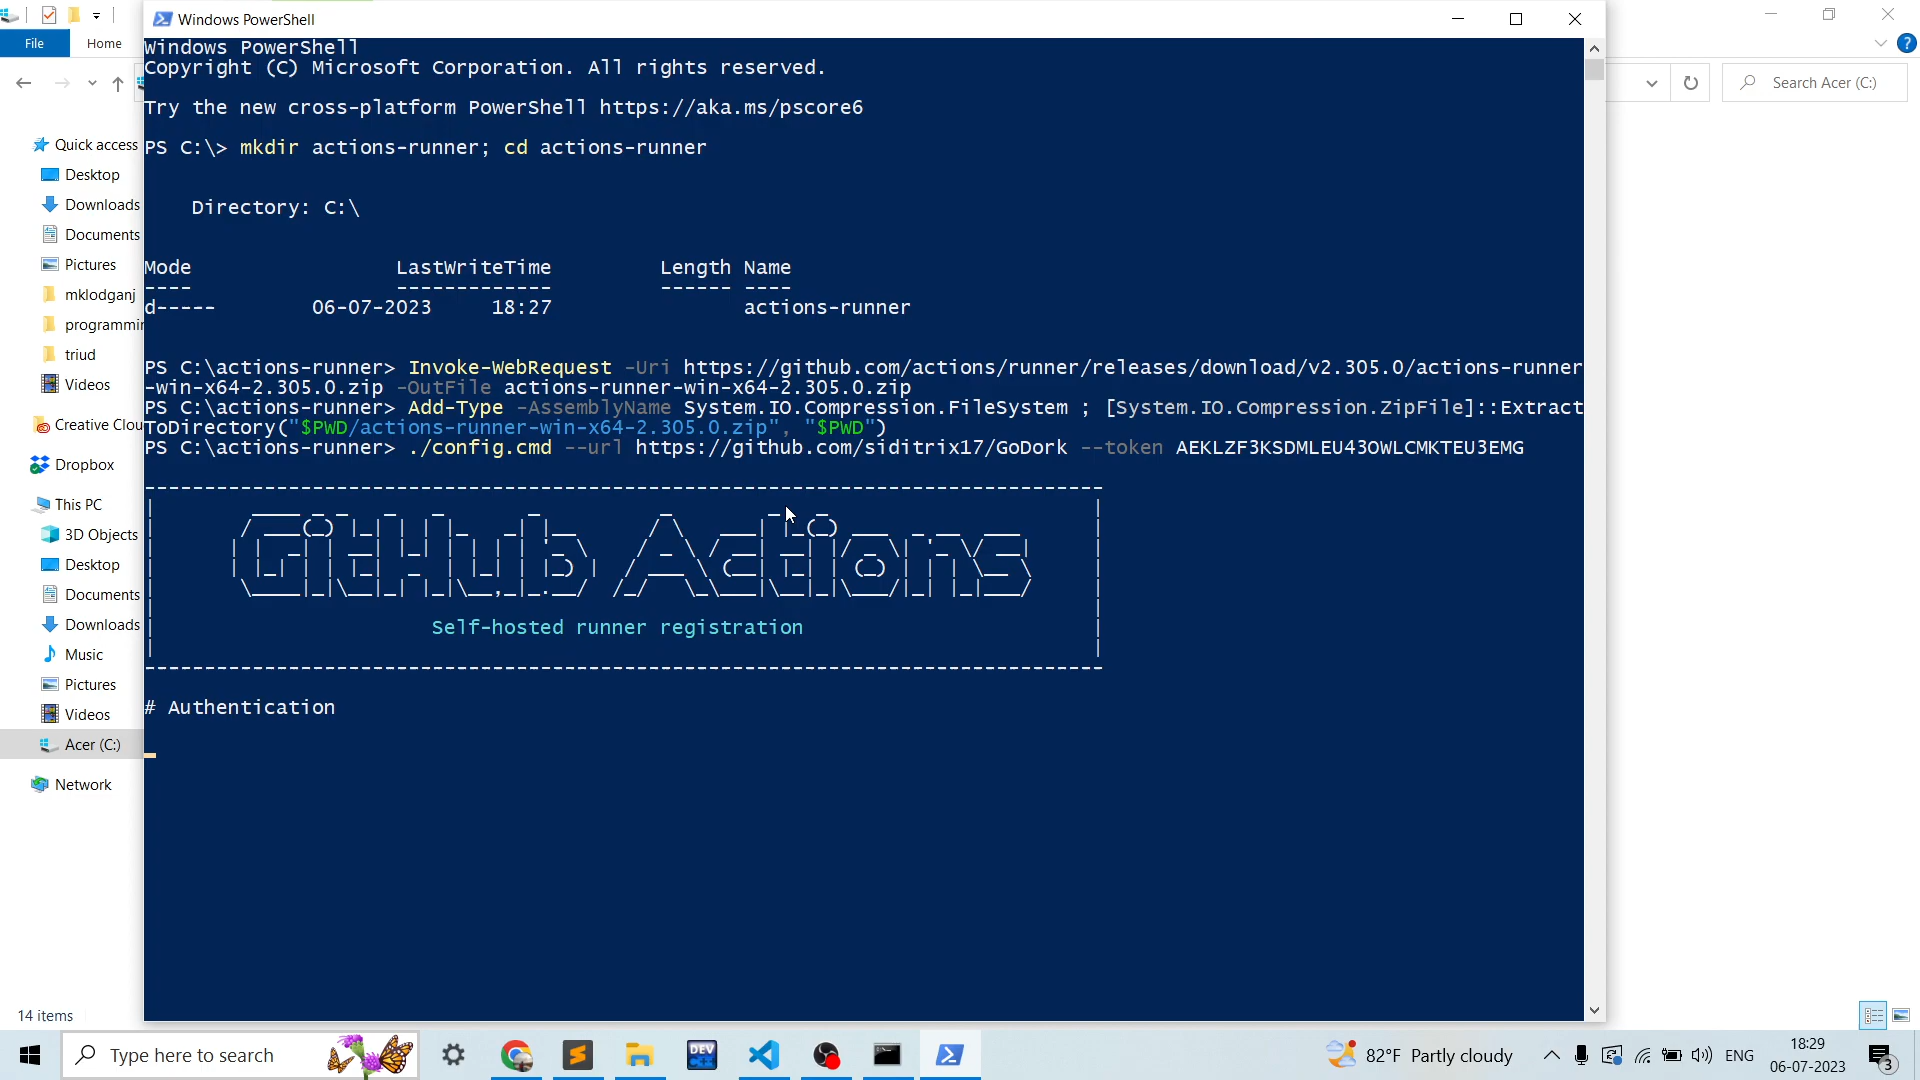 Windows PowerShell
File
Home
Search Acer (C:)
Quick access
Desktop
Downloads
Documents
Pictures
mklodganj
programmin
triud
Videos
Creative Clou
Dropbox
This PC
3D Objects
Desktop
Documents
Downloads
Music
Pictures
Videos
Acer (C:)
Network
14 items
Windows PowerShell
Copyright (C) Microsoft Corporation. All rights reserved.
Try the new cross-platform PowerShell https://aka.ms/pscore6
PS C:\> mkdir actions-runner; cd actions-runner
Directory: C:\
Mode LastWriteTime Length Name
---- ------------- ------ ----
d----- 06-07-2023 18:27 actions-runner
PS C:\actions-runner> Invoke-WebRequest -Uri https://github.com/actions/runner/releases/download/v2.305.0/actions-runner
-win-x64-2.305.0.zip -OutFile actions-runner-win-x64-2.305.0.zip
PS C:\actions-runner> Add-Type -AssemblyName System.IO.Compression.FileSystem ; [System.IO.Compression.ZipFile]::Extract
ToDirectory("$PWD/actions-runner-win-x64-2.305.0.zip", "$PWD")
PS C:\actions-runner> ./config.cmd --url https://github.com/siditrix17/GoDork --token AEKLZF3KSDMLEU43OWLCMKTEU3EMG
GitHub Actions
Self-hosted runner registration
# Authentication
Type here to search
DEV
C++
82°F Partly cloudy
ENG
18:29
06-07-2023
3